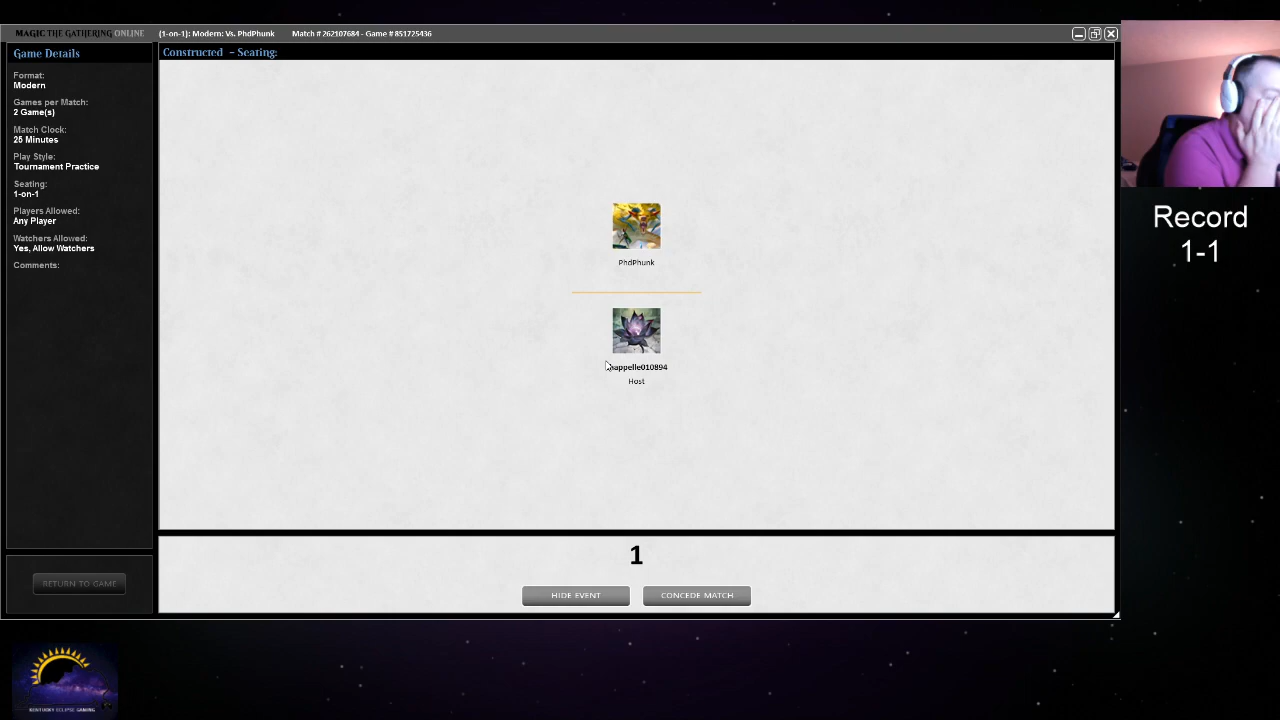 MAGIC THE GATHERING ONLINE
(1-on-1): Modern: Vs. PhdPhunk Match # 262107684 - Game # 851725436
Game Details
Format:
Modern
Games per Match:
2 Game(s)
Match Clock:
25 Minutes
Play Style:
Tournament Practice
Seating:
1-on-1
Players Allowed:
Any Player
Watchers Allowed:
Yes, Allow Watchers
Comments:
RETURN TO GAME
Constructed - Seating:
PhdPhunk
Host
1
HIDE EVENT CONCEDE MATCH
Record
1-1
KENTUCKY ECLIPSE GAMING